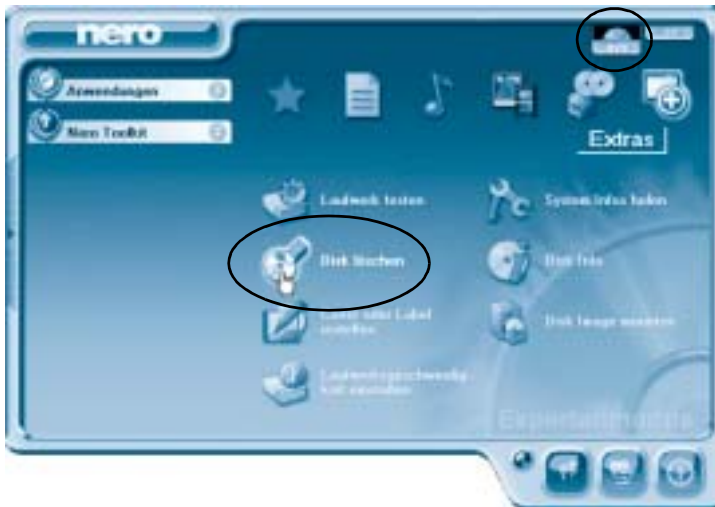 nero
Anwendungen
Nero Toolkit
Extras
Laufwerk testen
System Infos holen
Disk löschen
Disk Info
Cover oder Label
erstellen
Disk Image mounten
Laufwerksgeschwindig-
keit einstellen
Expertenmodus